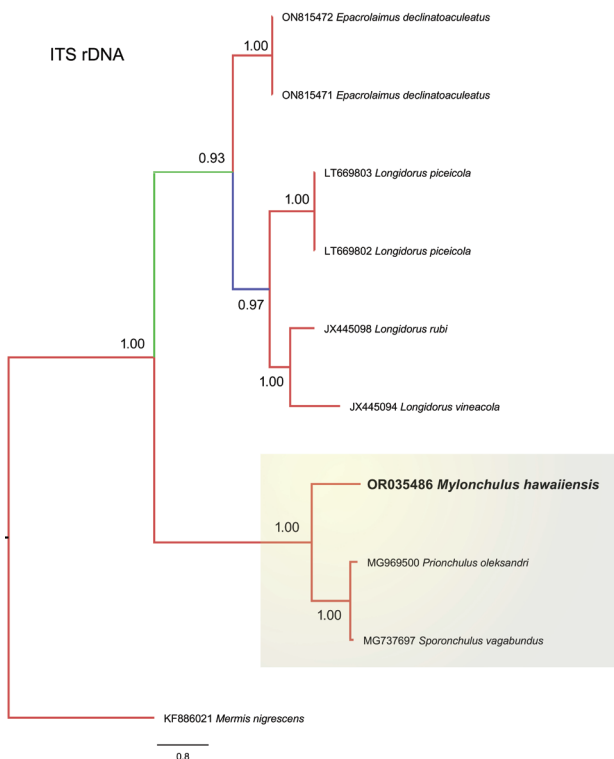 ON815472 Epacrolaimus declinatoaculeatus
ITS rDNA
1.00
ON815471 Epacrolaimus declinatoaculeatus
0.93
LT669803 Longidorus piceicola
1.00
LT669802 Longidorus piceicola
0.97
JX445098 Longidorus rubi
1.00
1.00
JX445094 Longidorus vineacola
OR035486 Mylonchulus hawaiiensis
1.00
MG969500 Prionchulus oleksandri
1.00
MG737697 Sporonchulus vagabundus
KF886021 Mermis nigrescens
0.8